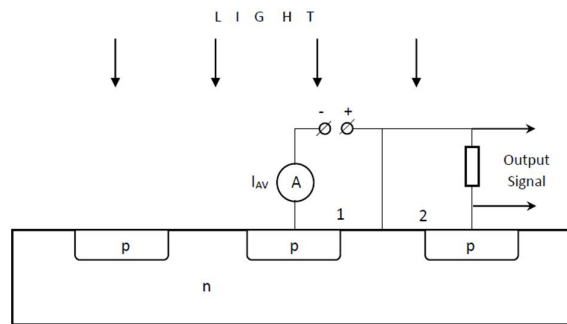 L I G H T
- +
I_AV A
Output
Signal
1 2
p p p
n